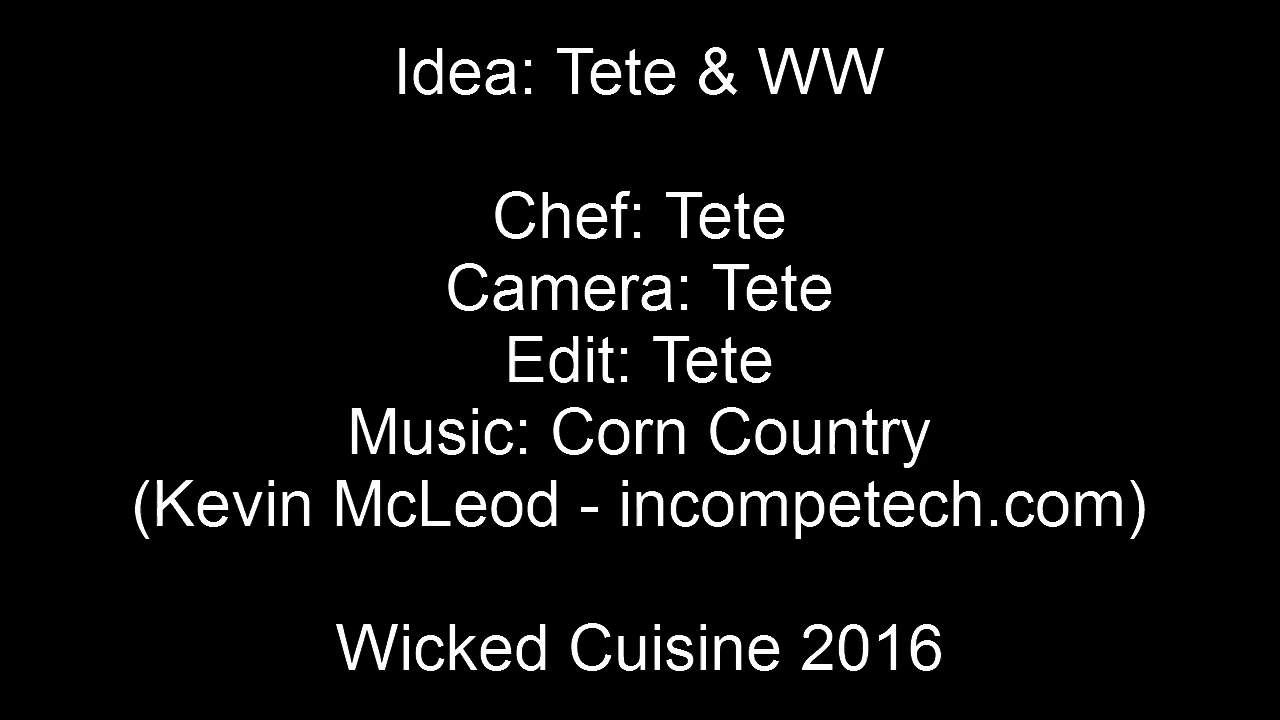 Idea: Tete & WW
Chef: Tete
Camera: Tete
Edit: Tete
Music: Corn Country
(Kevin McLeod - incompetech.com)
Wicked Cuisine 2016